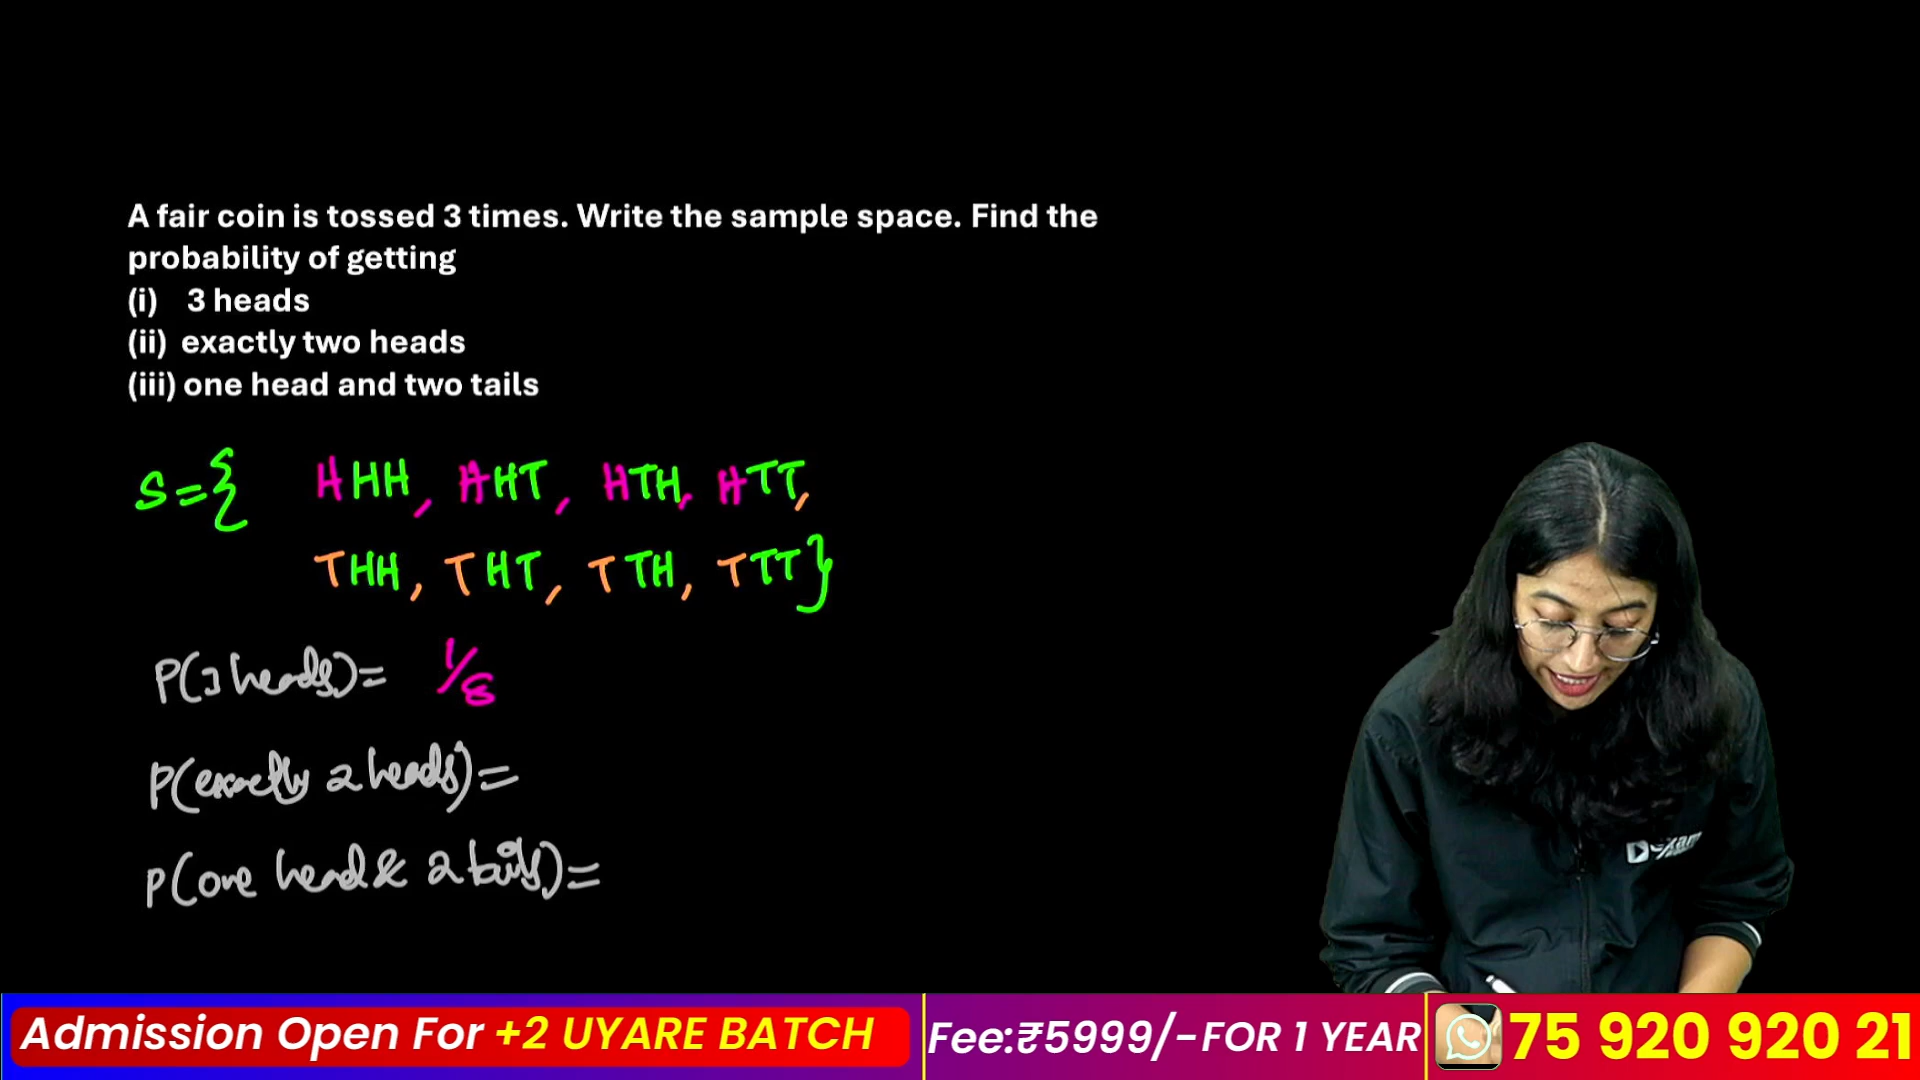 A fair coin is tossed 3 times. Write the sample space. Find the
probability of getting
(i) 3 heads
(ii) exactly two heads
(iii) one head and two tails
S={ HHH, HHT, HTH, HTT,
THH, THT, TTH, TTT}
P(3 heads)= 1/8
P(exactly 2 heads)=
P(one head & 2 tails)=
exam
Admission Open For +2 UYARE BATCH
Fee:₹5999/-FOR 1 YEAR
75 920 920 21